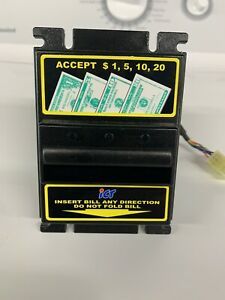 ACCEPT $ 1, 5, 10, 20
ICT
INSERT BILL ANY DIRECTION
DO NOT FOLD BILL